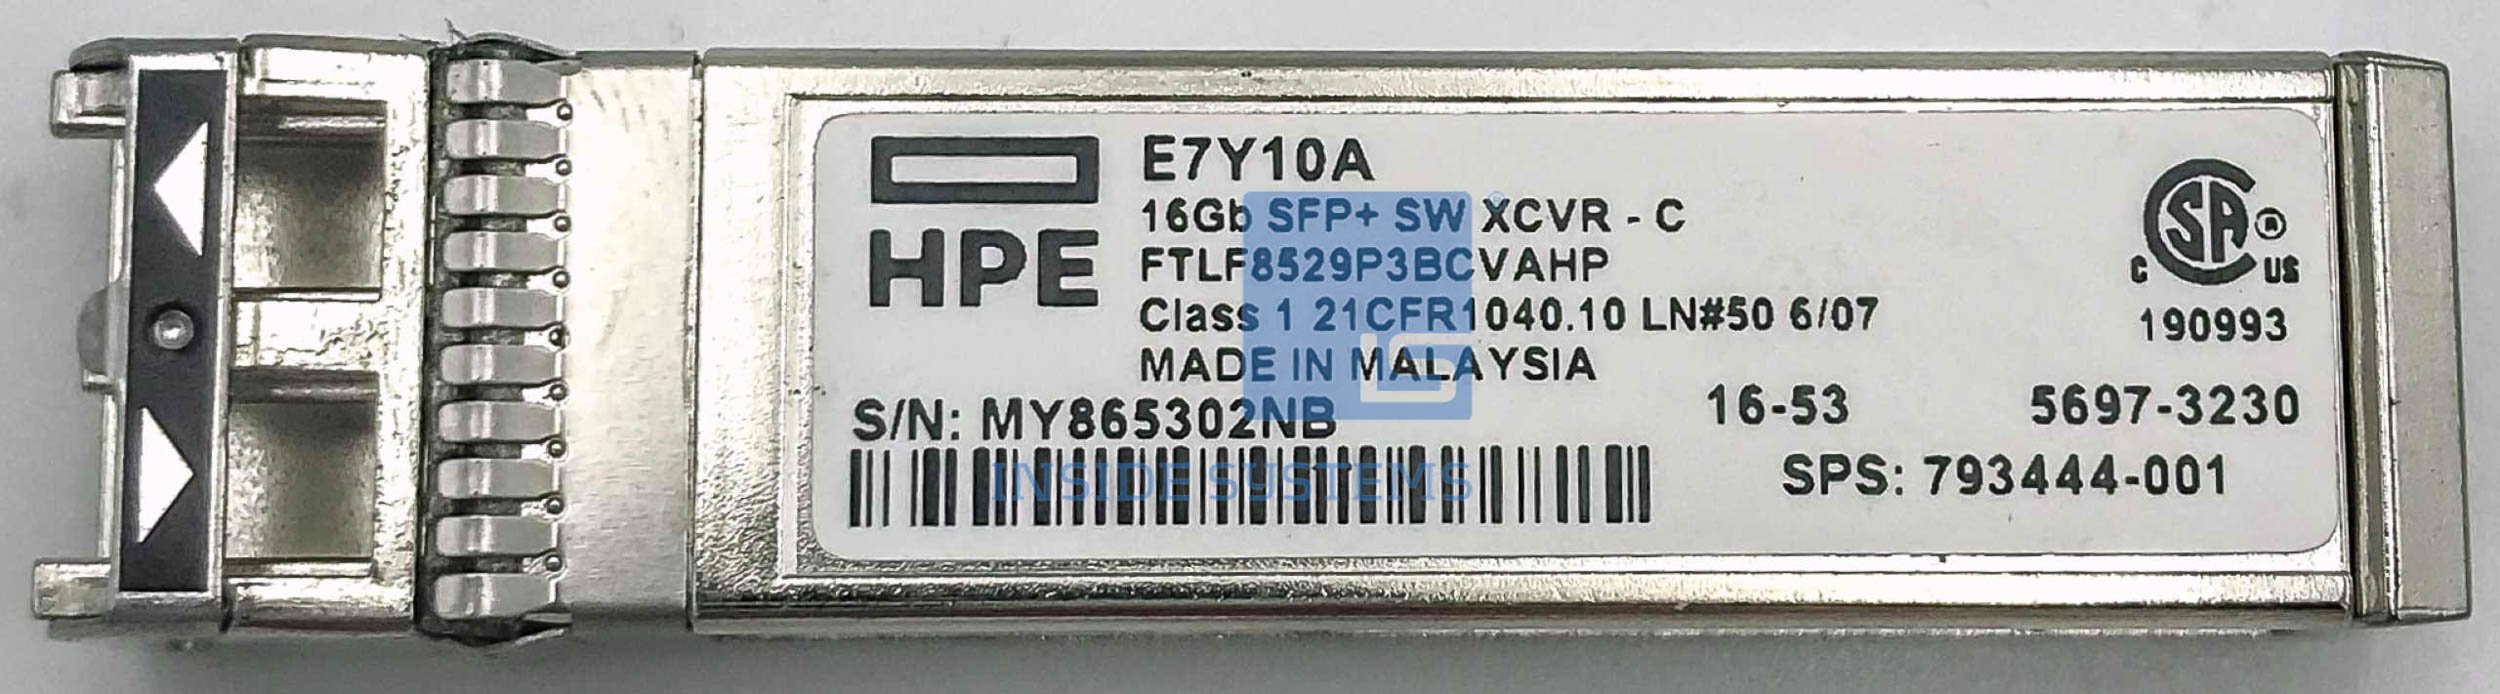 HPE
E7Y10A
16Gb SFP+ SW XCVR - C
FTLF8529P3BCVAHP
Class 1 21CFR1040.10 LN#50 6/07
MADE IN MALAYSIA
S/N: MY865302NB
16-53
5697-3230
SPS: 793444-001
CSA ®
C US
190993
INSIDE SYSTEMS